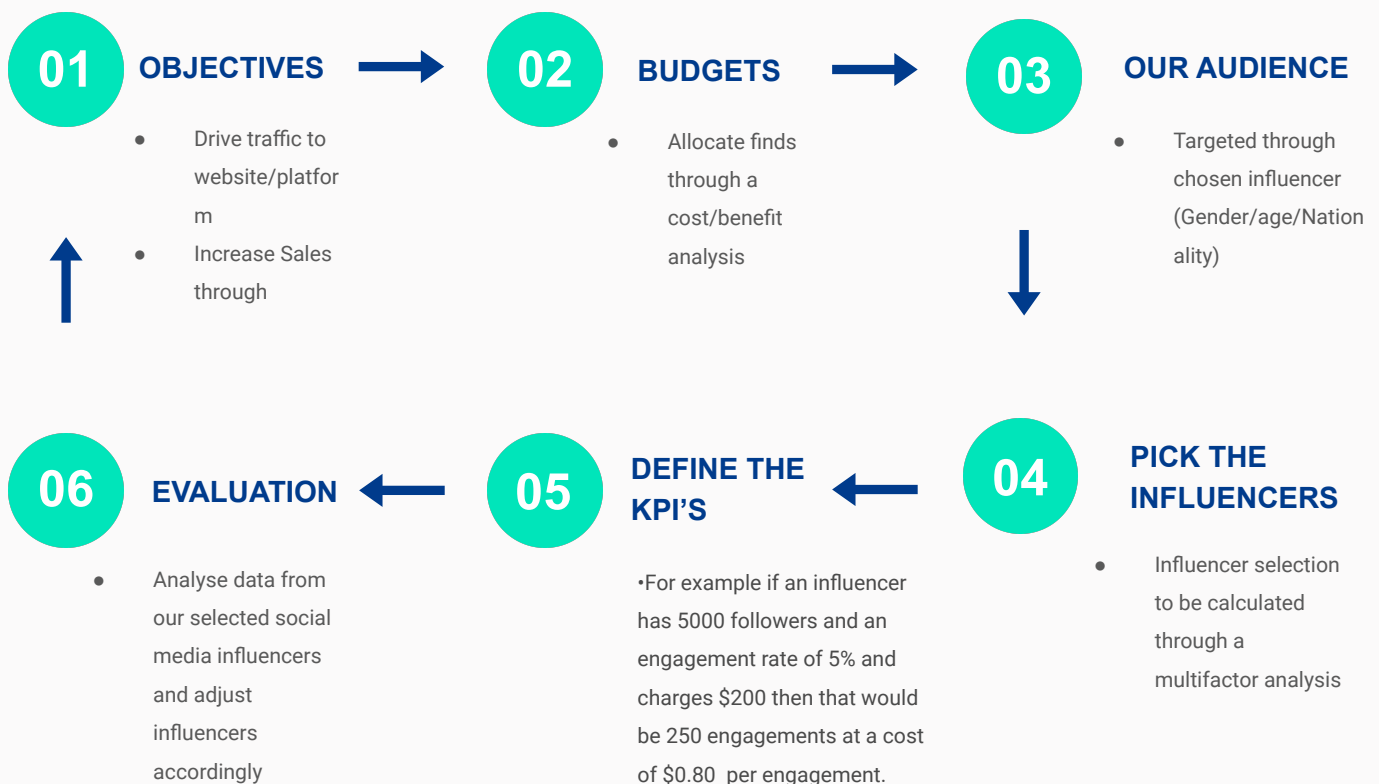 01
OBJECTIVES
● Drive traffic to
website/platfor
m
● Increase Sales
through
02
BUDGETS
● Allocate finds
through a
cost/benefit
analysis
03
OUR AUDIENCE
● Targeted through
chosen influencer
(Gender/age/Nation
ality)
04
PICK THE
INFLUENCERS
● Influencer selection
to be calculated
through a
multifactor analysis
05
DEFINE THE
KPI’S
•For example if an influencer
has 5000 followers and an
engagement rate of 5% and
charges $200 then that would
be 250 engagements at a cost
of $0.80 per engagement.
06
EVALUATION
● Analyse data from
our selected social
media influencers
and adjust
influencers
accordingly